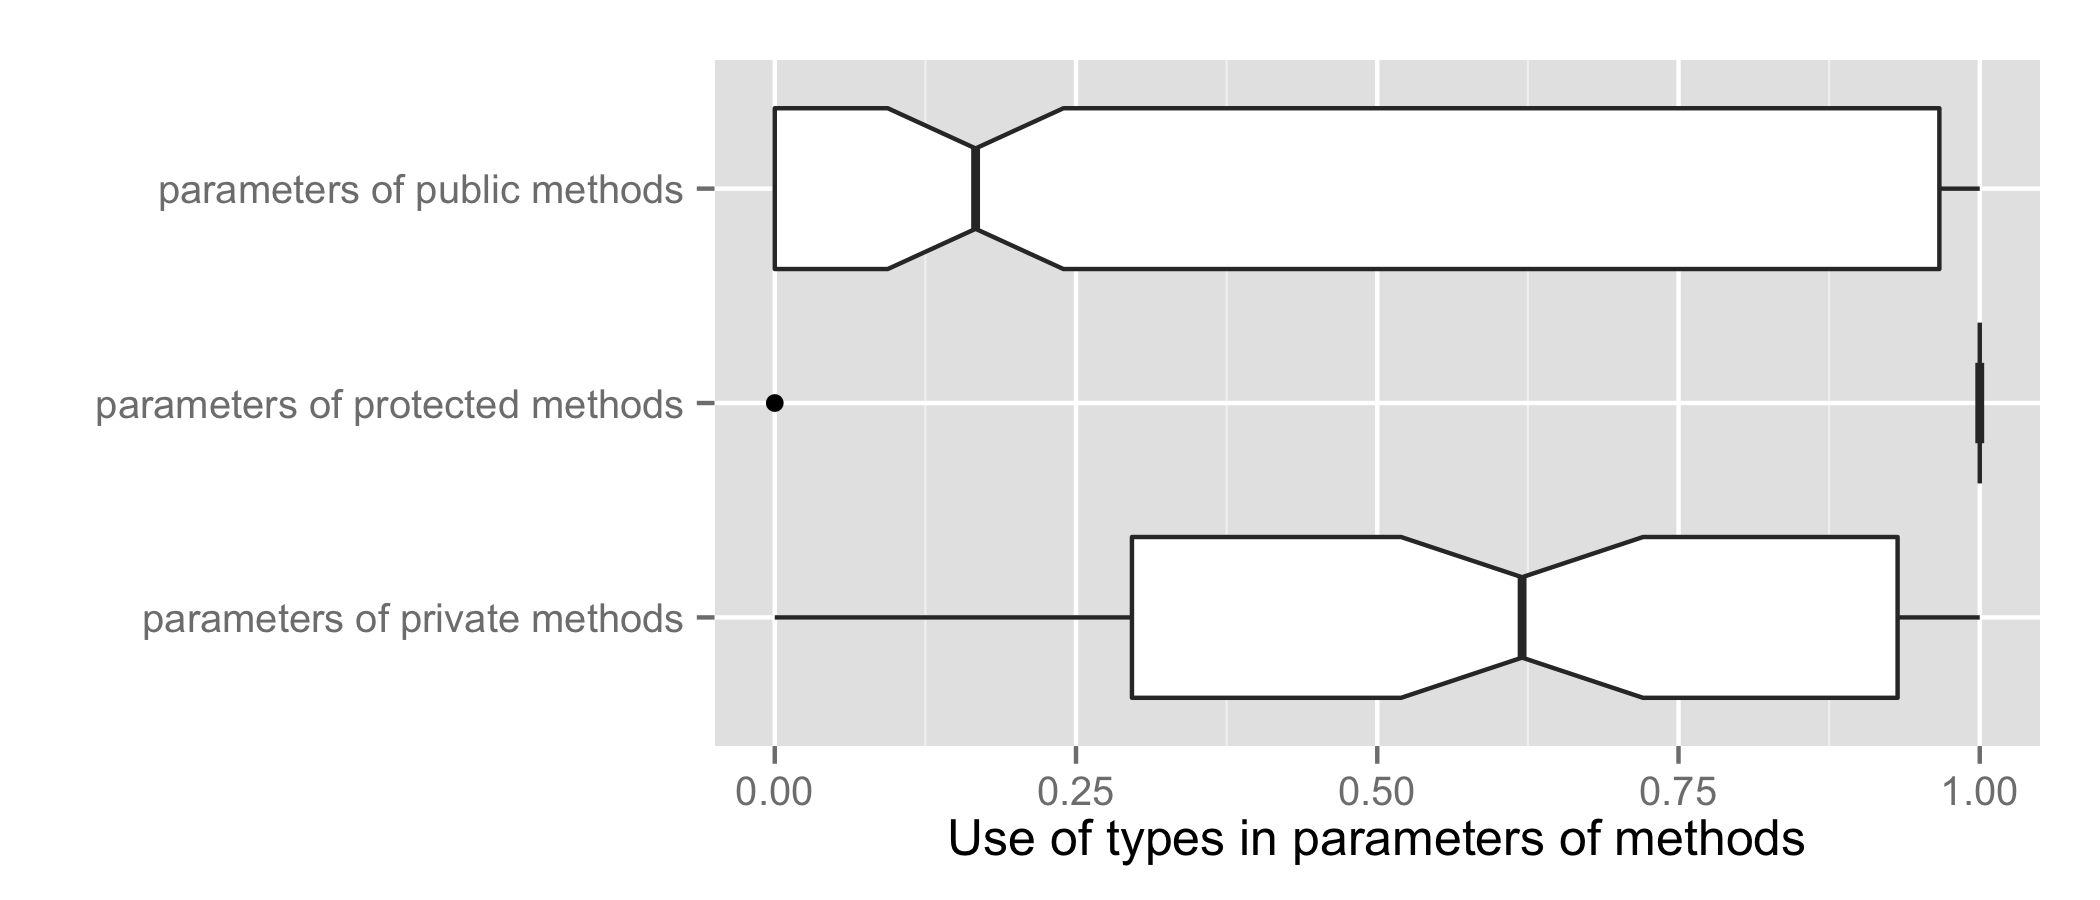 parameters of public methods
parameters of protected methods
parameters of private methods
0.00 0.25 0.50 0.75 1.00
Use of types in parameters of methods